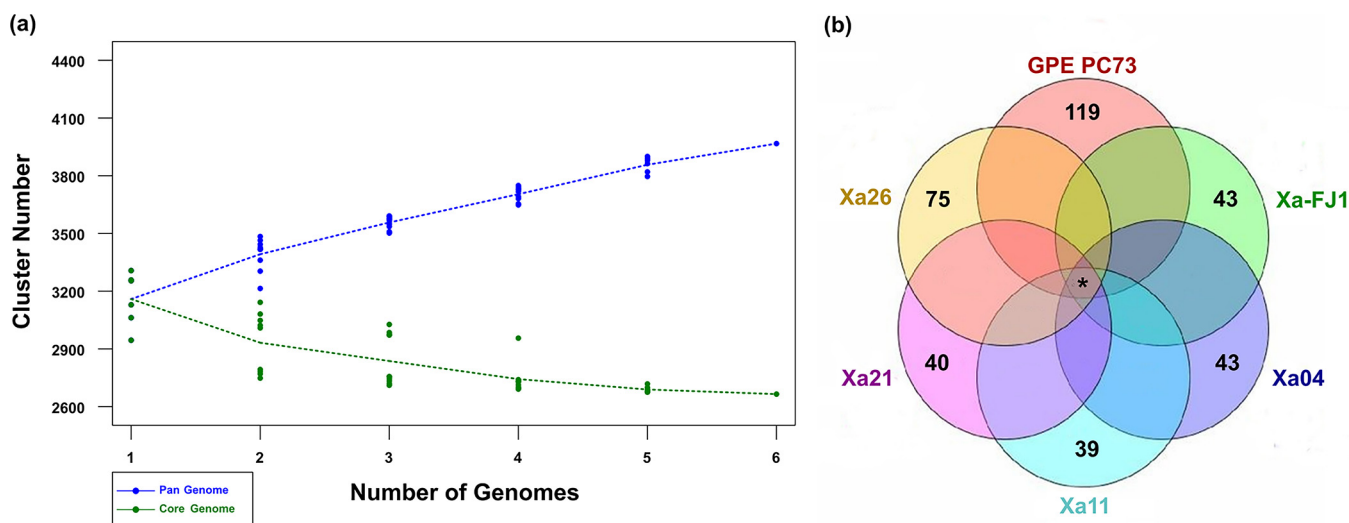 (a)
4400
4100
3800
3500
3200
2900
2600
Cluster Number
1 2 3 4 5 6
Number of Genomes
Pan Genome
Core Genome
(b)
GPE PC73
119
Xa26
75
43
Xa-FJ1
*
Xa21
40
43
Xa04
39
Xa11